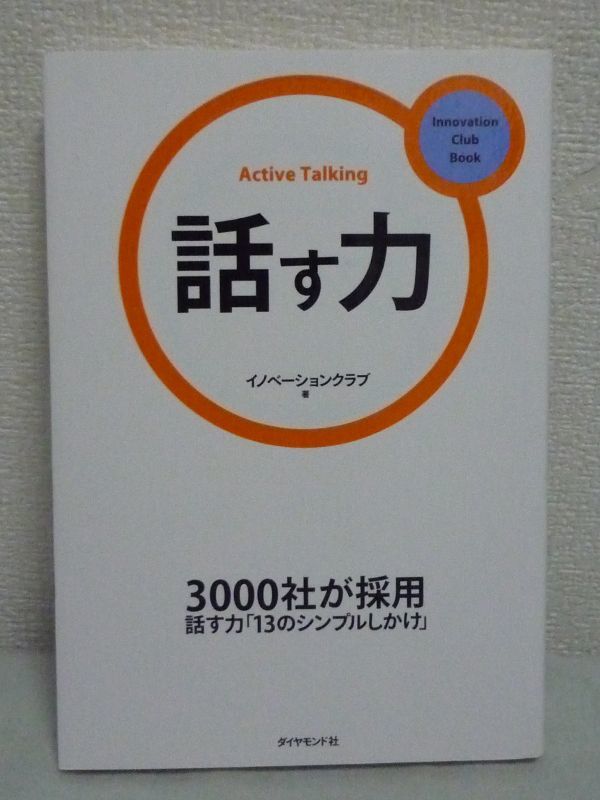 Innovation
Club
Book
Active Talking
話す力
イノベーションクラブ
著
3000社が採用
話す力「13のシンプルしかけ」
ダイヤモンド社